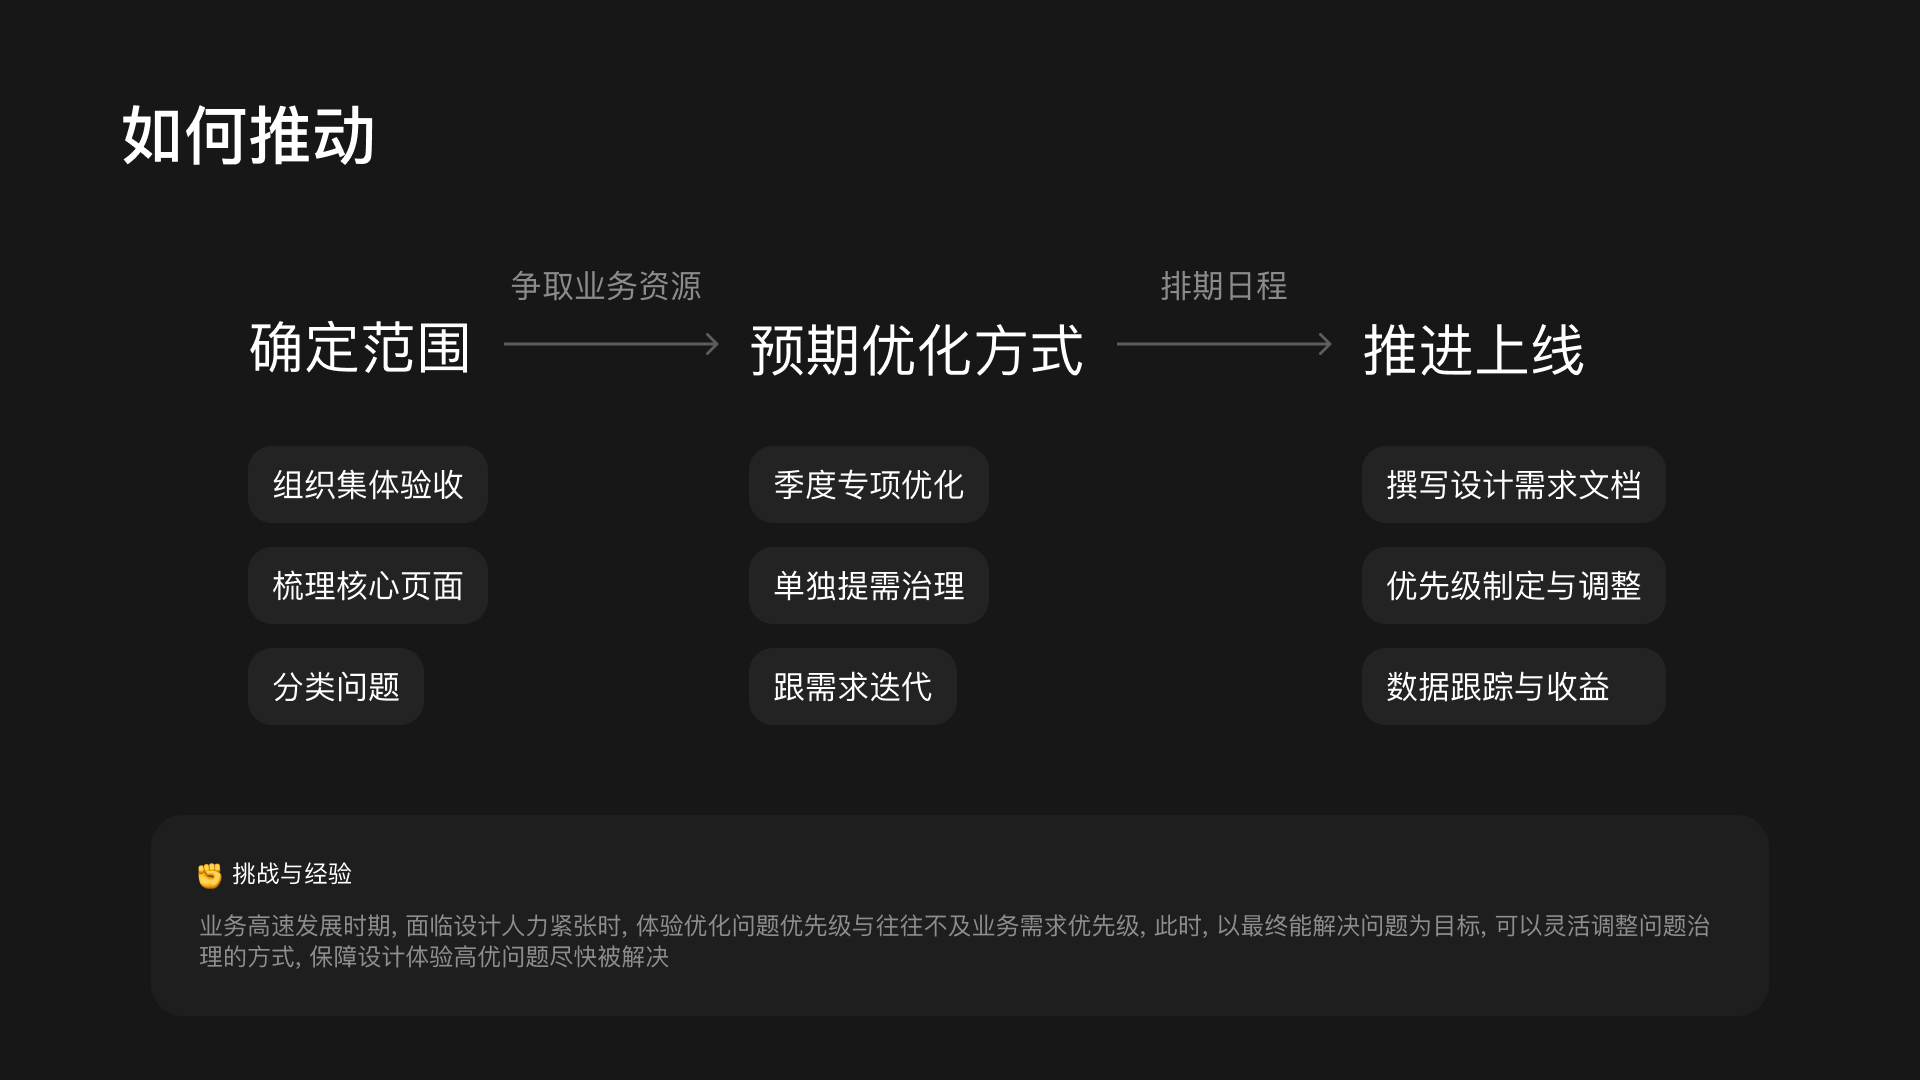 如何推动
争取业务资源
排期日程
确定范围
预期优化方式
推进上线
组织集体验收
季度专项优化
撰写设计需求文档
梳理核心页面
单独提需治理
优先级制定与调整
分类问题
跟需求迭代
数据跟踪与收益
✊ 挑战与经验
业务高速发展时期, 面临设计人力紧张时, 体验优化问题优先级与往往不及业务需求优先级, 此时, 以最终能解决问题为目标, 可以灵活调整问题治
理的方式, 保障设计体验高优问题尽快被解决